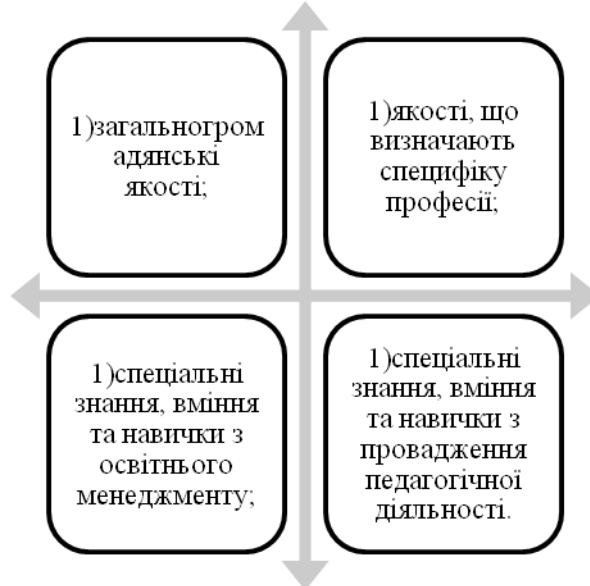 1)загальногром
адянські
якості;
1)якості, що
визначають
специфіку
професії;
1)спеціальні
знання, вміння
та навички з
освітнього
менеджменту;
1)спеціальні
знання, вміння
та навички з
провадження
педагогічної
діяльності.